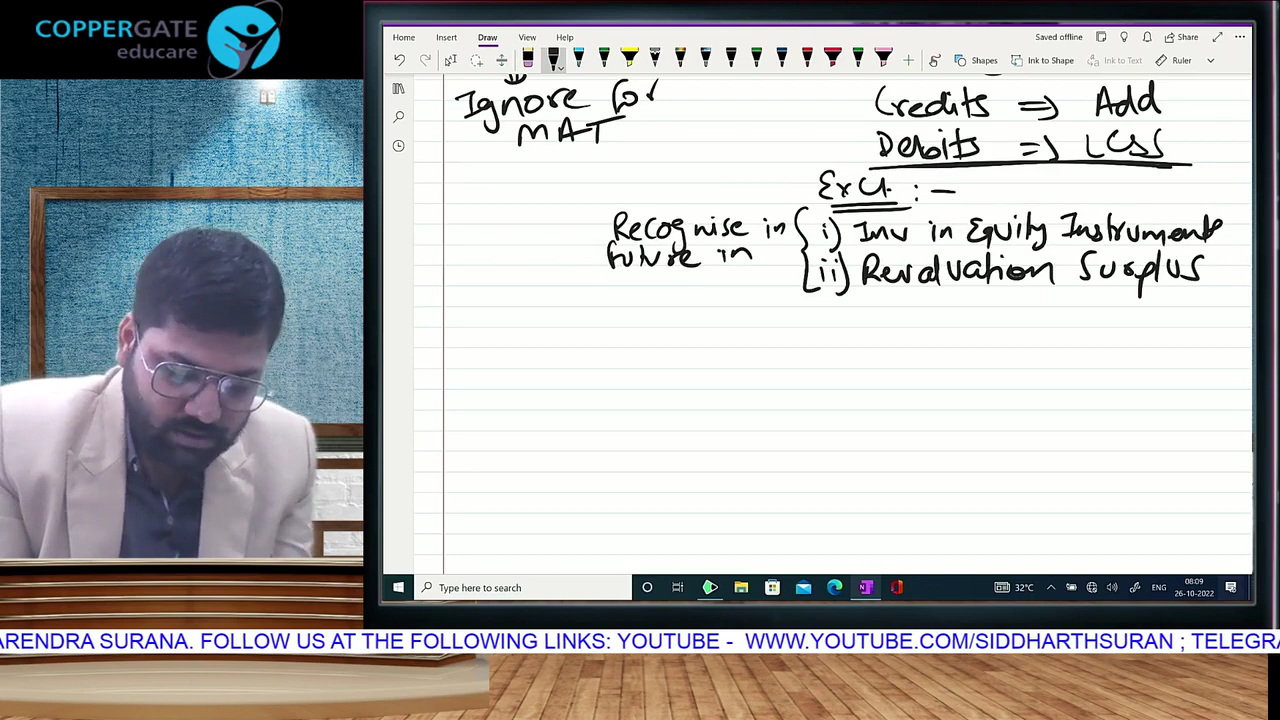 COPPERGATE
educare
Home Insert Draw View Help
Saved offline
Share
Shapes
Ink to Shape
Ink to Text
Ruler
Ignore for
MAT
Credits ⇒ Add
Debits ⇒ LCSS
Excl. : –
Recognise in
future in
i) Inv in Equity Instruments
ii) Revaluation Surplus
Type here to search
32°C
ENG
08:09
26-10-2022
ARENDRA SURANA. FOLLOW US AT THE FOLLOWING LINKS: YOUTUBE - WWW.YOUTUBE.COM/SIDDHARTHSURAN ; TELEGRA